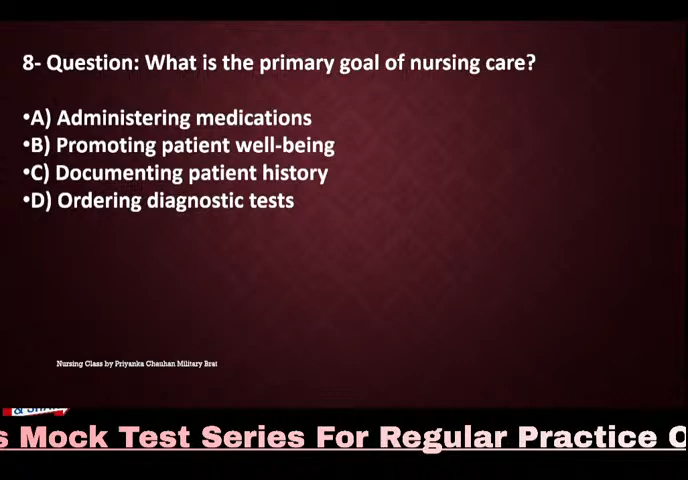 8- Question: What is the primary goal of nursing care?
•A) Administering medications
•B) Promoting patient well-being
•C) Documenting patient history
•D) Ordering diagnostic tests
Nursing Class by Priyanka Chauhan Military Brat
s Mock Test Series For Regular Practice O